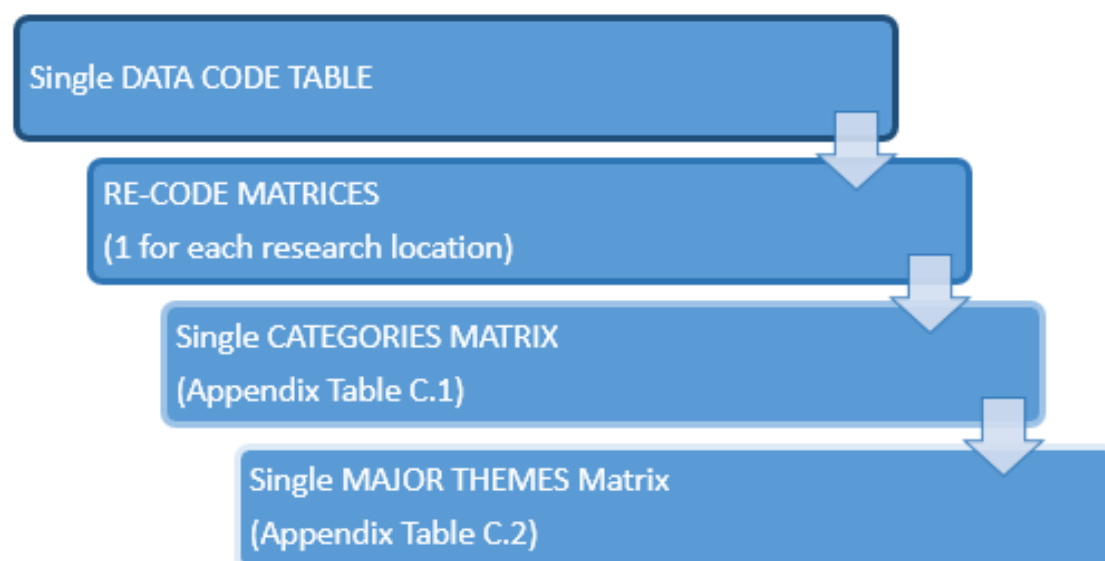 Single DATA CODE TABLE
RE-CODE MATRICES
(1 for each research location)
Single CATEGORIES MATRIX
(Appendix Table C.1)
Single MAJOR THEMES Matrix
(Appendix Table C.2)